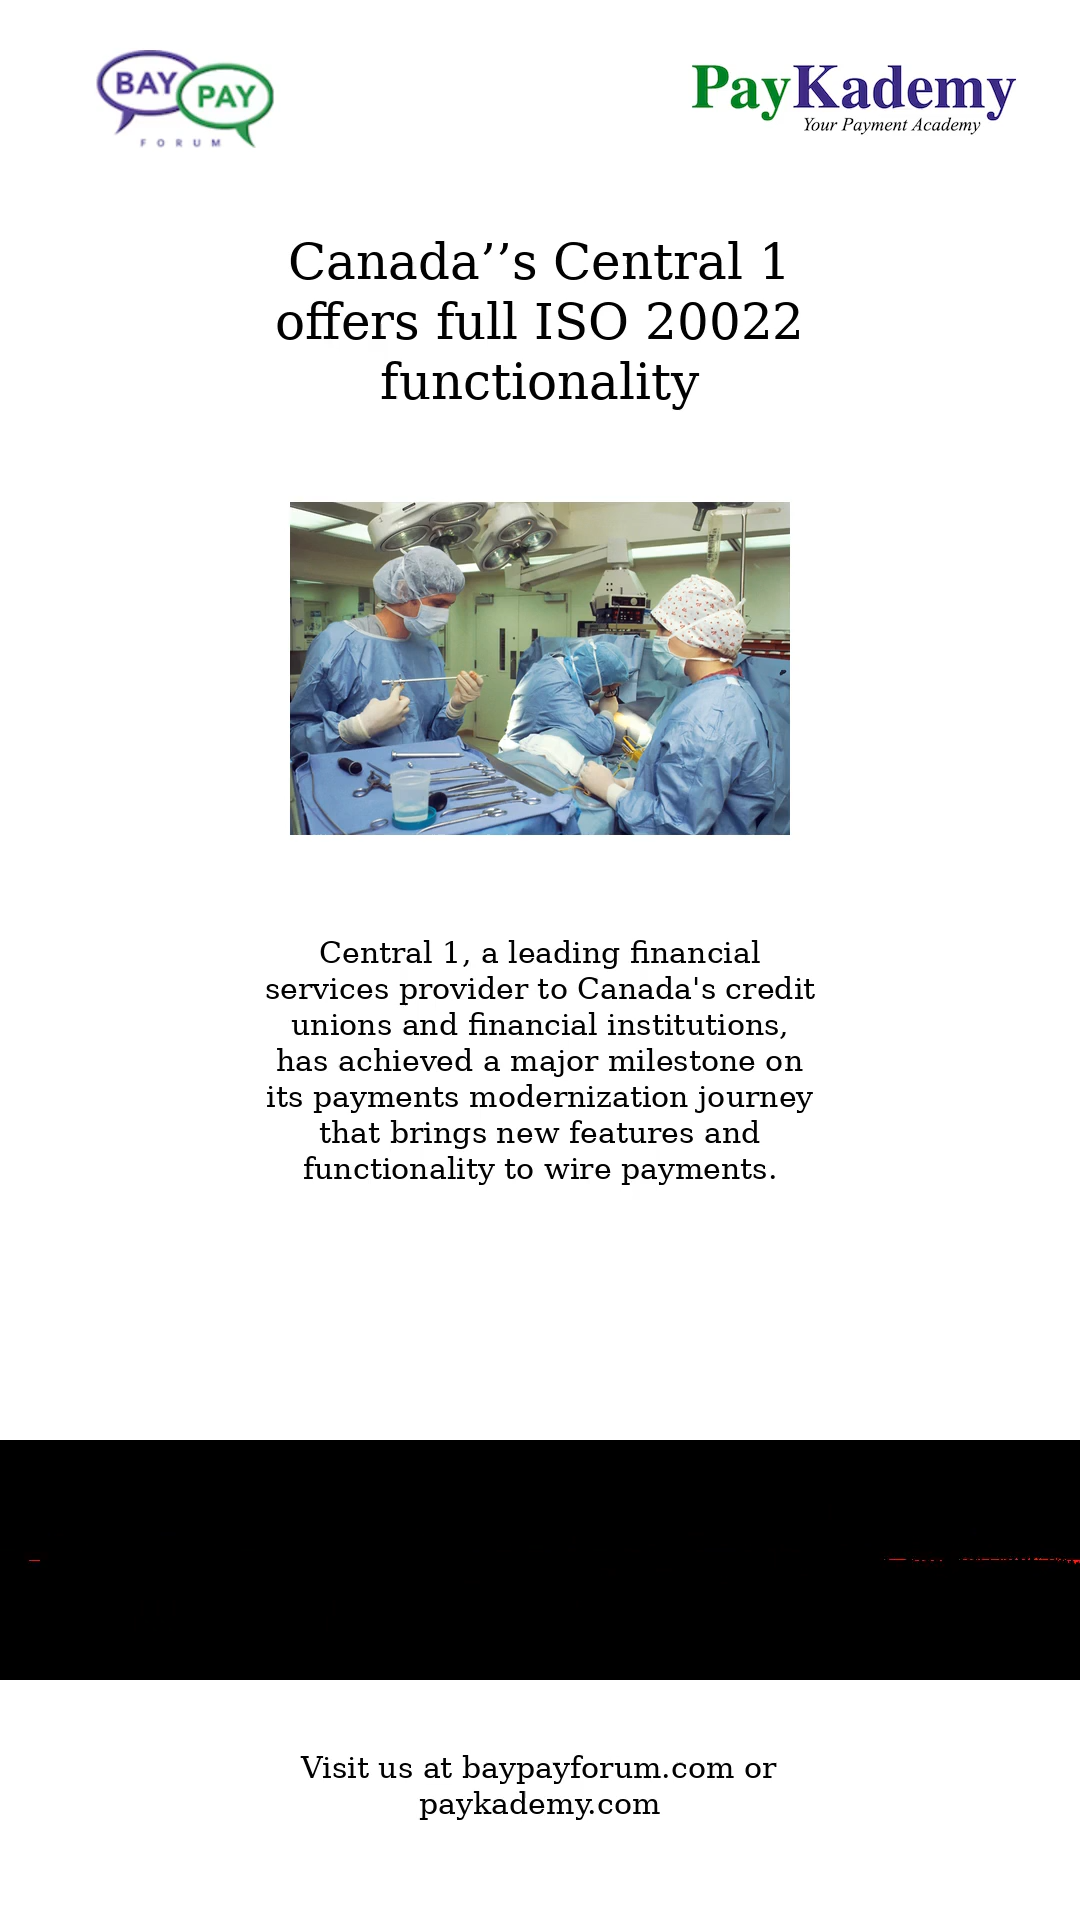 BAY
PAY
FORUM
PayKademy
Your Payment Academy
Canada’’s Central 1
offers full ISO 20022
functionality
Central 1, a leading financial
services provider to Canada's credit
unions and financial institutions,
has achieved a major milestone on
its payments modernization journey
that brings new features and
functionality to wire payments.
Visit us at baypayforum.com or
paykademy.com